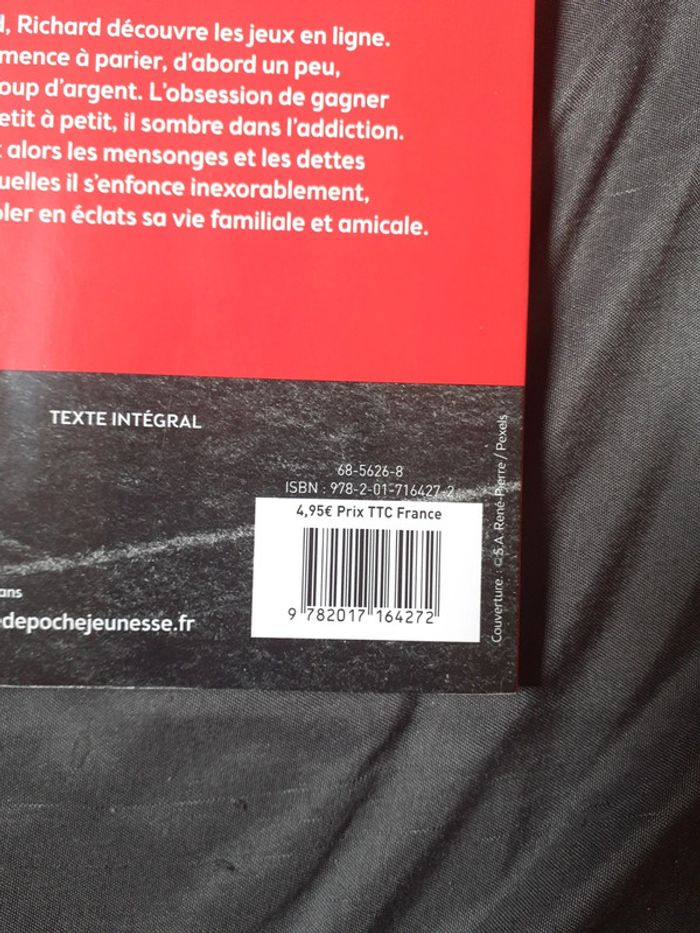 , Richard découvre les jeux en ligne.
mence à parier, d'abord un peu,
oup d'argent. L'obsession de gagner
etit à petit, il sombre dans l'addiction.
alors les mensonges et les dettes
uelles il s'enfonce inexorablement,
ler en éclats sa vie familiale et amicale.
TEXTE INTÉGRAL
68-5626-8
ISBN : 978-2-01-716427-2
4,95€ Prix TTC France
9 782017 164272
ans
depochejeunesse.fr
Couverture : © S.A. René-Pierre / Pexels